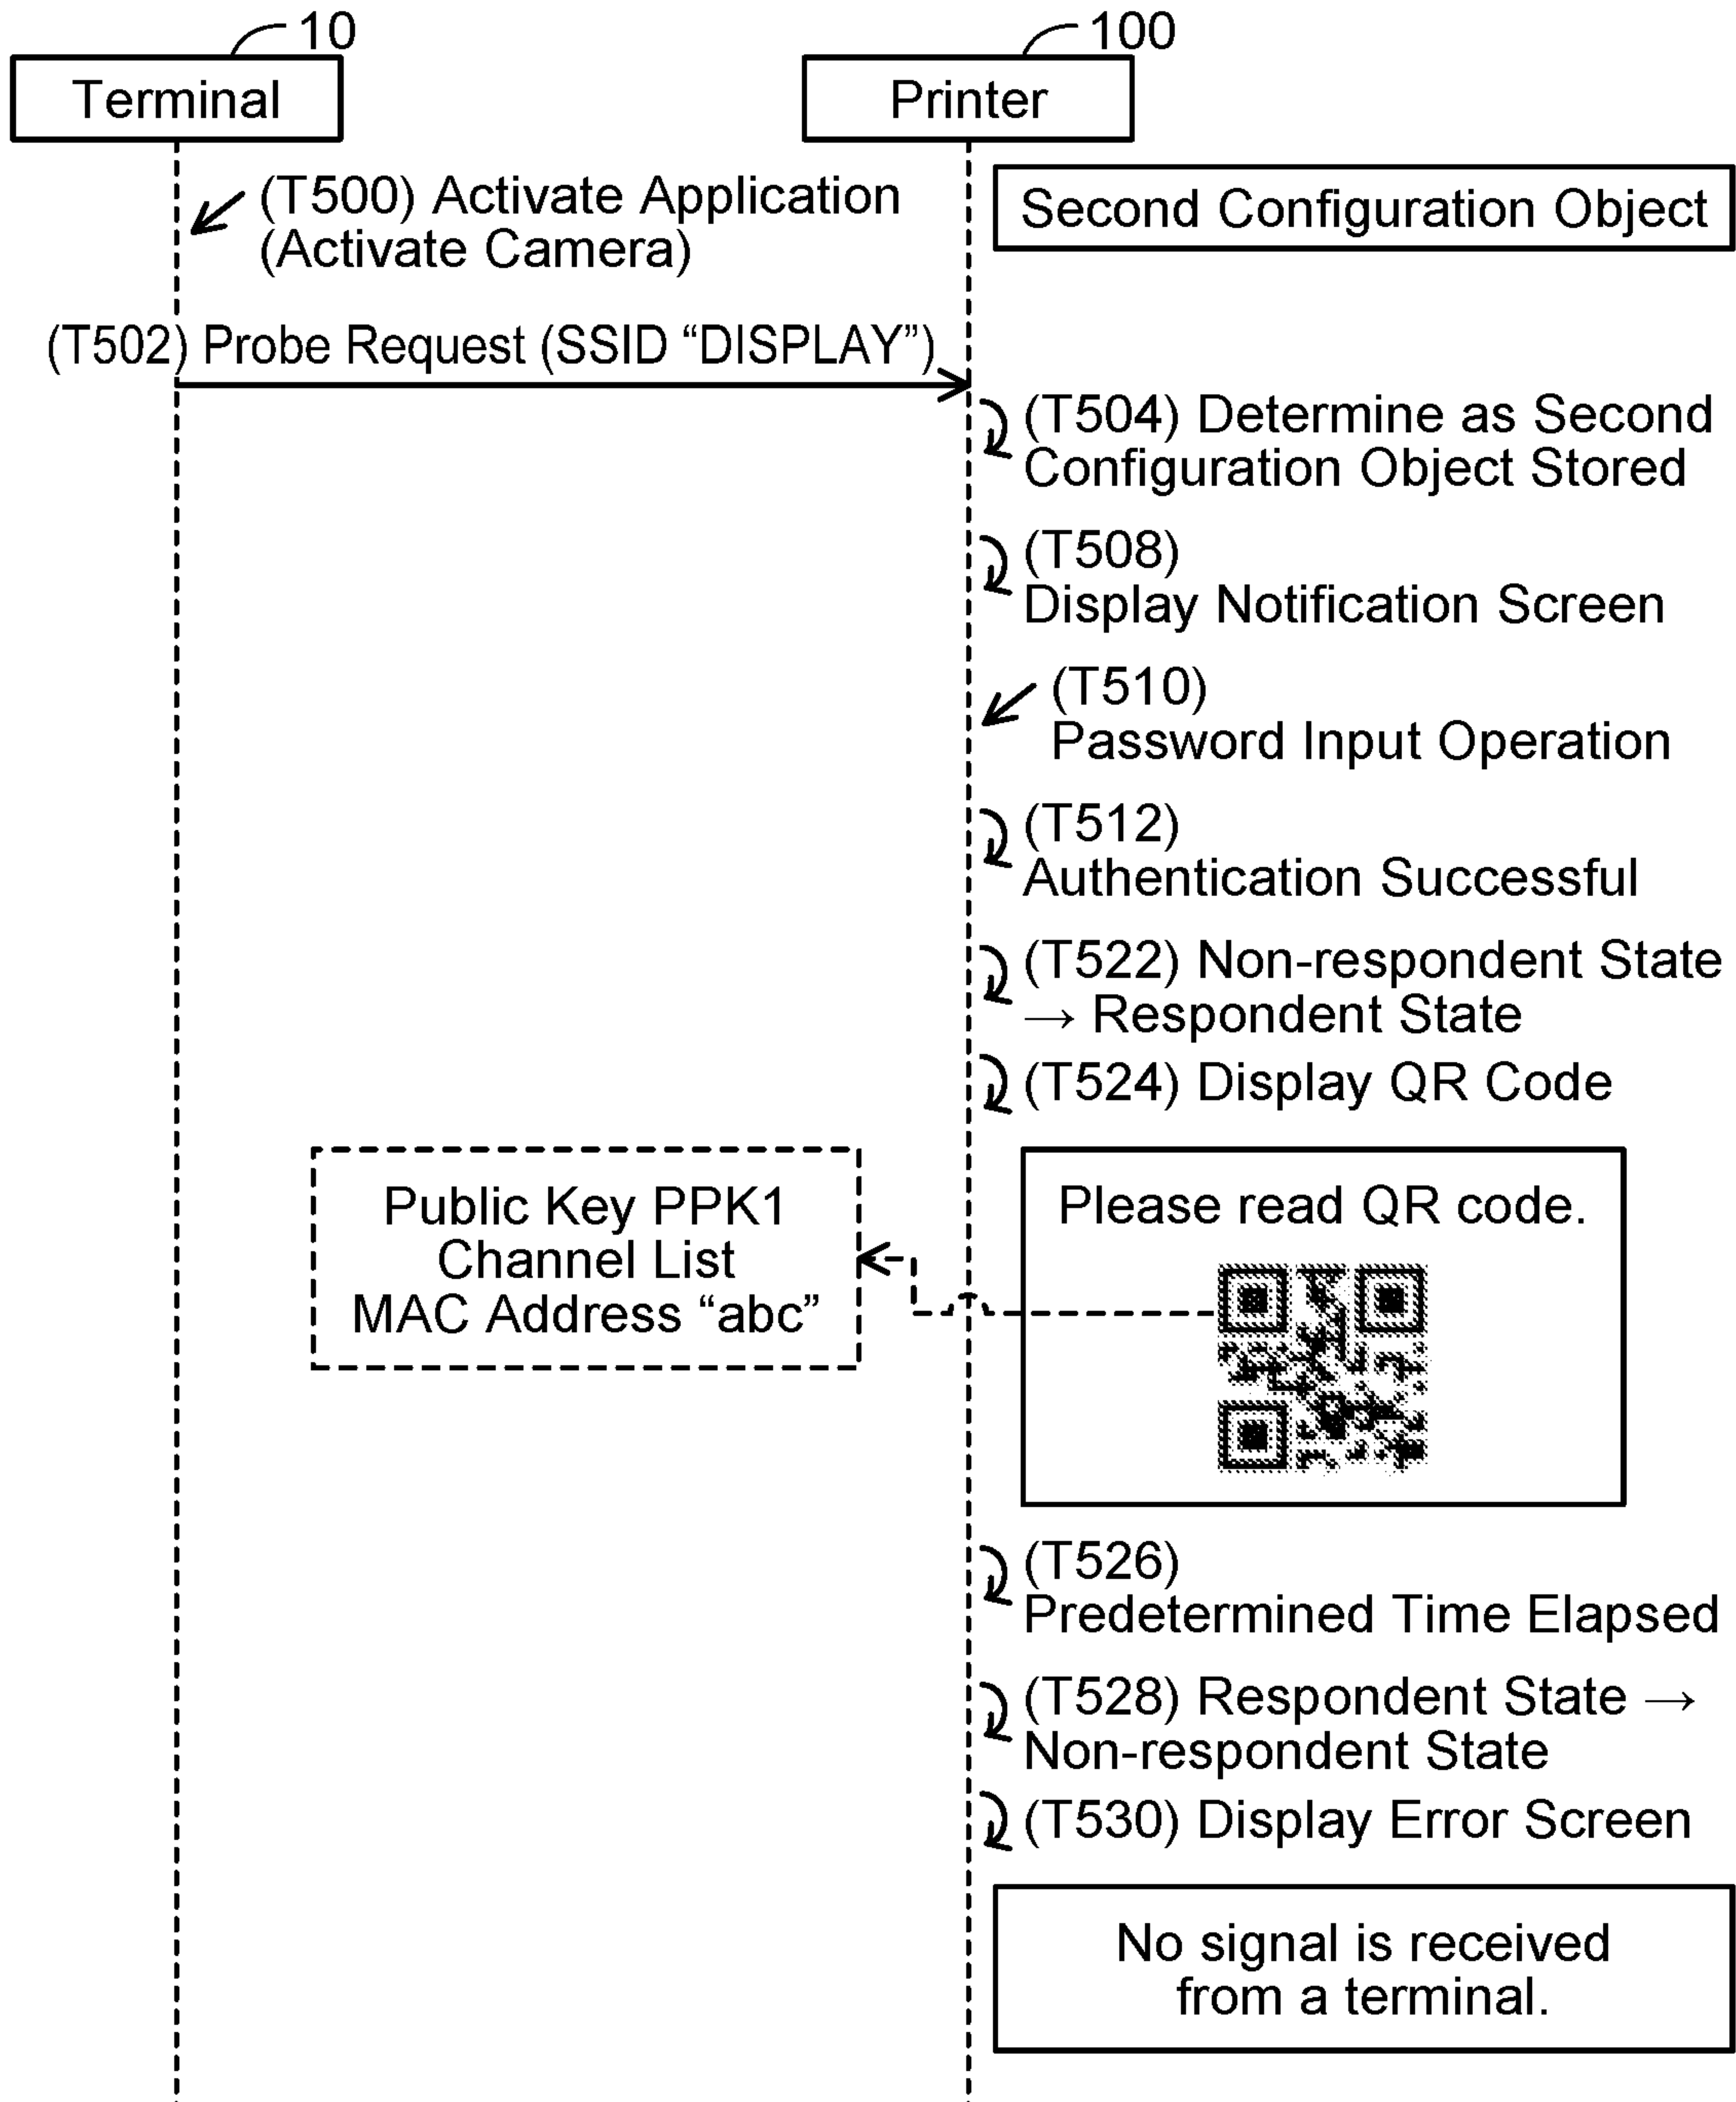 10
100
Terminal
Printer
Second Configuration Object
(T500) Activate Application
(Activate Camera)
(T502) Probe Request (SSID “DISPLAY”)
(T504) Determine as Second
Configuration Object Stored
(T508)
Display Notification Screen
(T510)
Password Input Operation
(T512)
Authentication Successful
(T522) Non-respondent State
→ Respondent State
(T524) Display QR Code
Public Key PPK1
Channel List
MAC Address “abc”
Please read QR code.
(T526)
Predetermined Time Elapsed
(T528) Respondent State →
Non-respondent State
(T530) Display Error Screen
No signal is received
from a terminal.